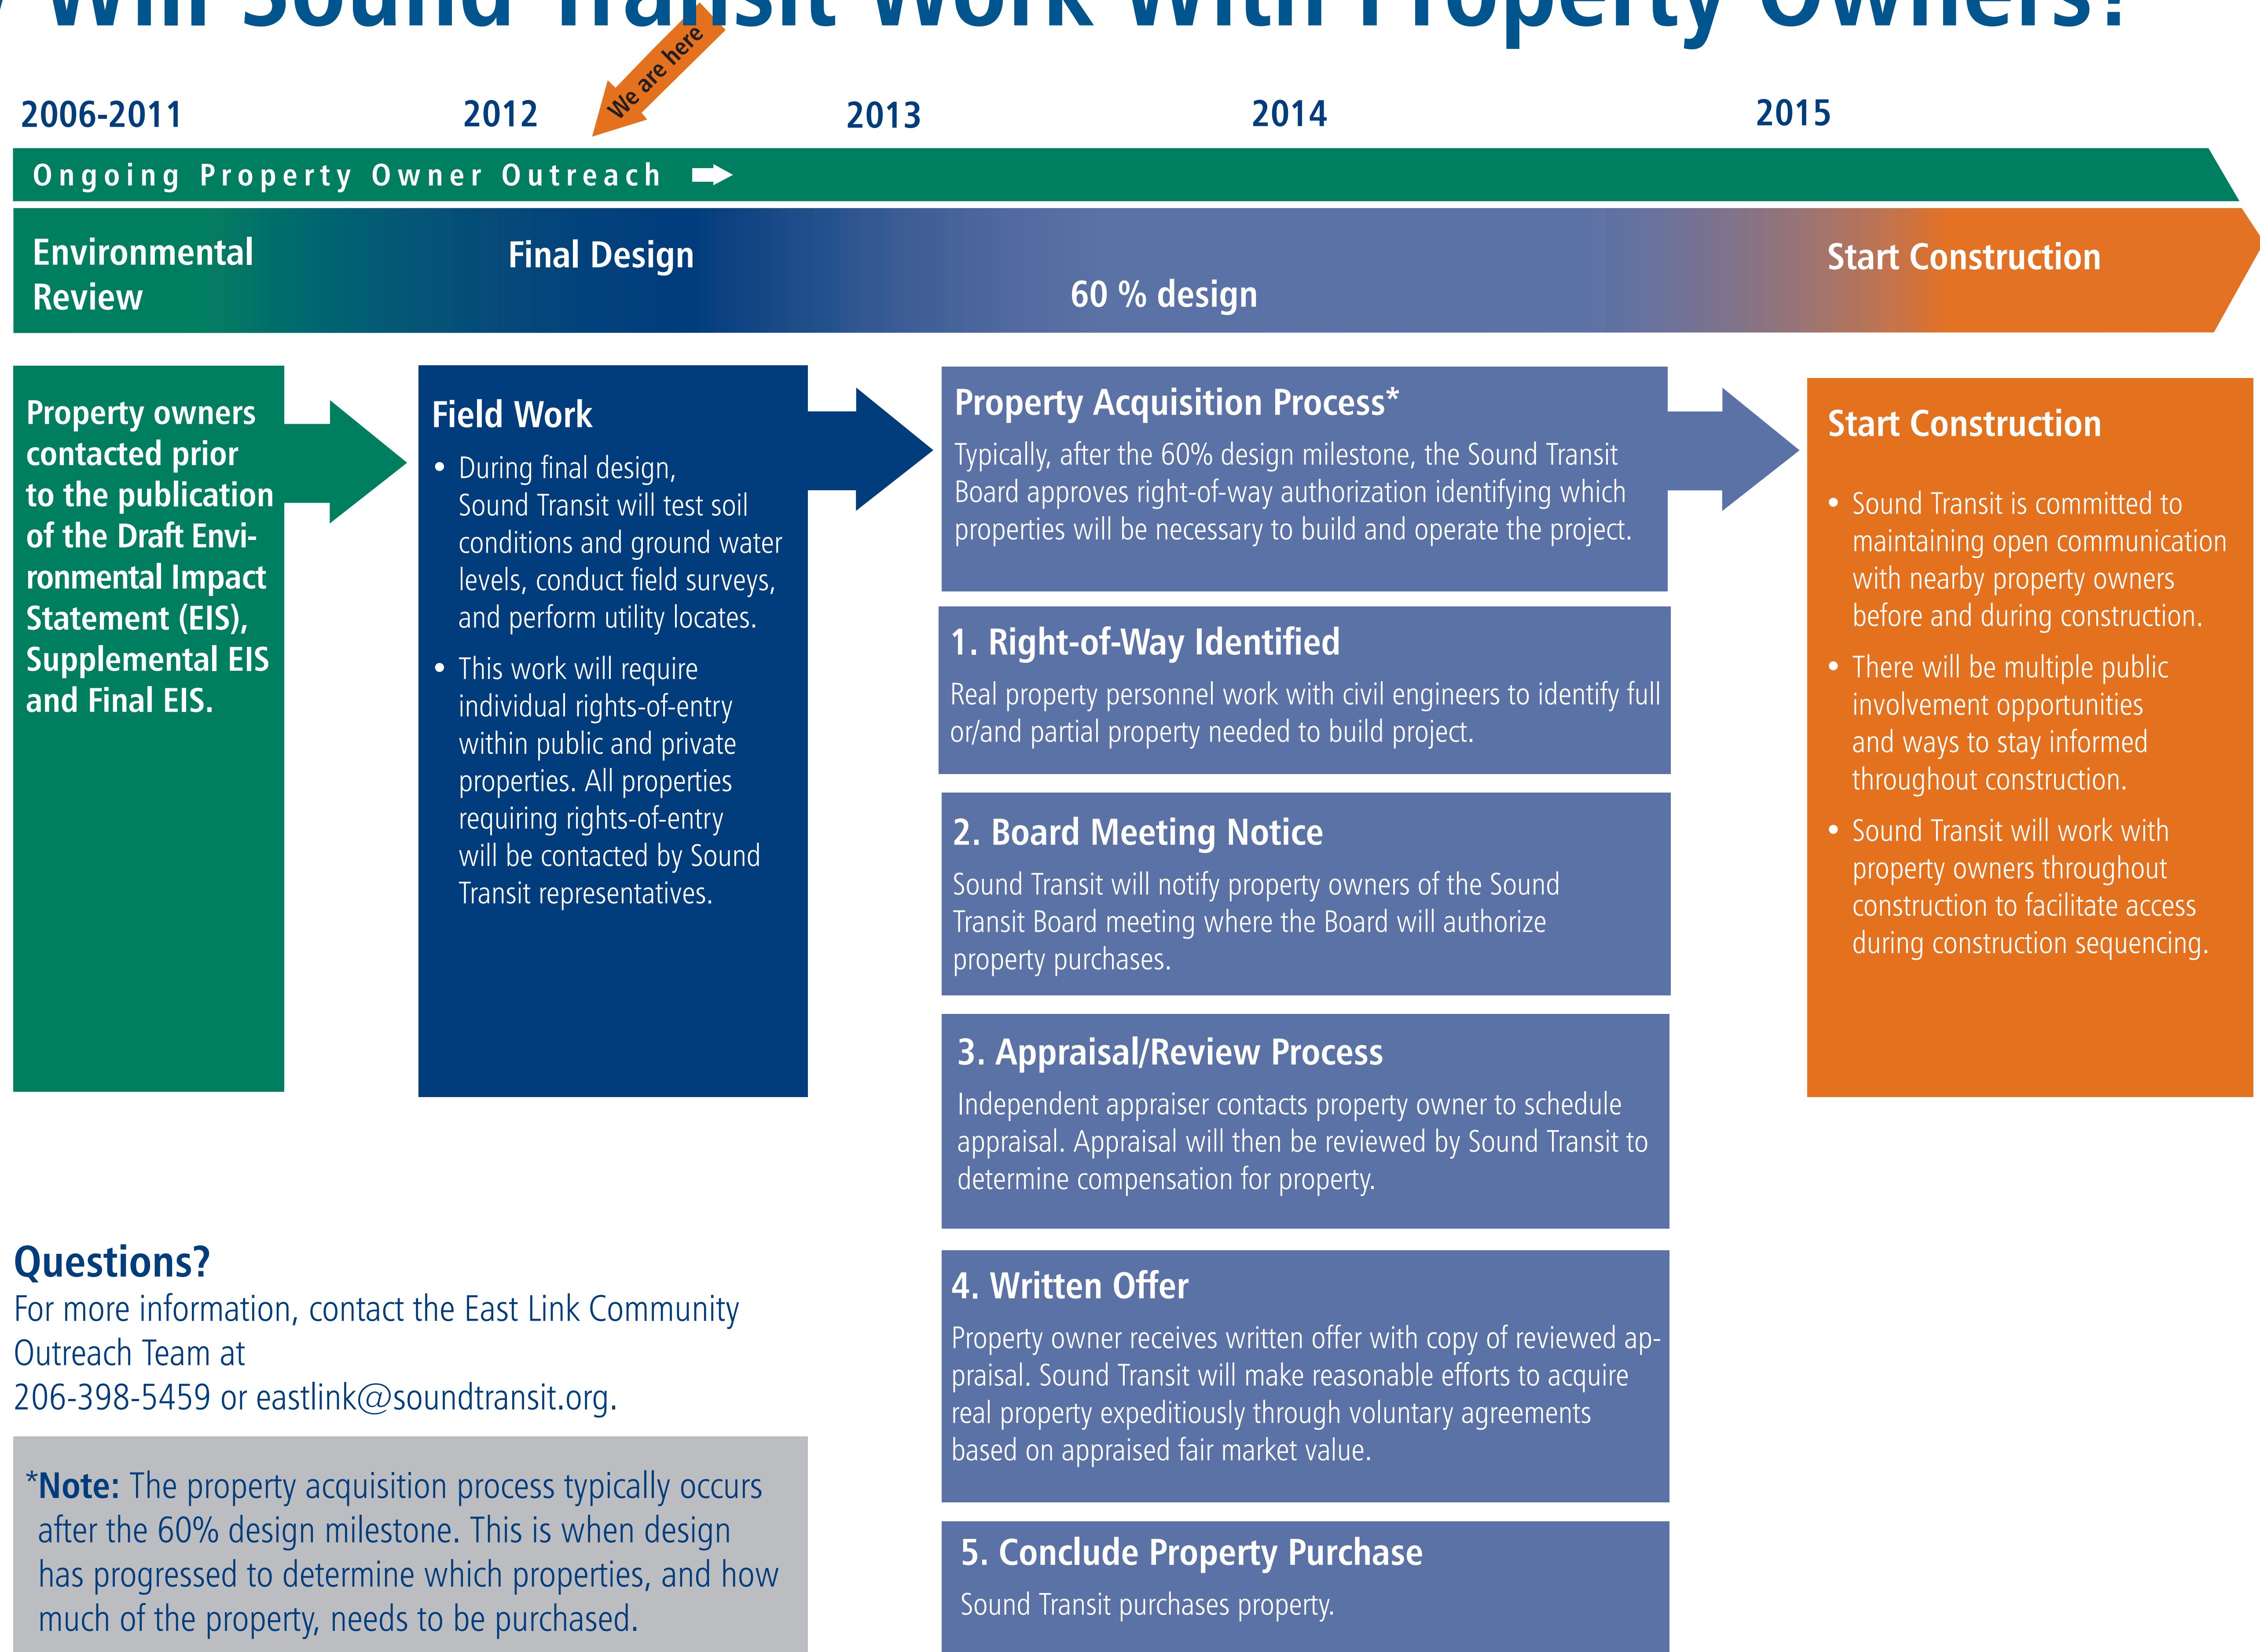 Will Sound Transit Work With Property Owners?
We are here
2006-2011
2012
2013
2014
2015
Ongoing Property Owner Outreach
Environmental
Review
Final Design
60 % design
Start Construction
Property owners
contacted prior
to the publication
of the Draft Envi-
ronmental Impact
Statement (EIS),
Supplemental EIS
and Final EIS.
Field Work
• During final design,
Sound Transit will test soil
conditions and ground water
levels, conduct field surveys,
and perform utility locates.
• This work will require
individual rights-of-entry
within public and private
properties. All properties
requiring rights-of-entry
will be contacted by Sound
Transit representatives.
Property Acquisition Process*
Typically, after the 60% design milestone, the Sound Transit
Board approves right-of-way authorization identifying which
properties will be necessary to build and operate the project.
1. Right-of-Way Identified
Real property personnel work with civil engineers to identify full
or/and partial property needed to build project.
2. Board Meeting Notice
Sound Transit will notify property owners of the Sound
Transit Board meeting where the Board will authorize
property purchases.
3. Appraisal/Review Process
Independent appraiser contacts property owner to schedule
appraisal. Appraisal will then be reviewed by Sound Transit to
determine compensation for property.
4. Written Offer
Property owner receives written offer with copy of reviewed ap-
praisal. Sound Transit will make reasonable efforts to acquire
real property expeditiously through voluntary agreements
based on appraised fair market value.
5. Conclude Property Purchase
Sound Transit purchases property.
Start Construction
• Sound Transit is committed to
maintaining open communication
with nearby property owners
before and during construction.
• There will be multiple public
involvement opportunities
and ways to stay informed
throughout construction.
• Sound Transit will work with
property owners throughout
construction to facilitate access
during construction sequencing.
Questions?
For more information, contact the East Link Community
Outreach Team at
206-398-5459 or eastlink@soundtransit.org.
*Note: The property acquisition process typically occurs
after the 60% design milestone. This is when design
has progressed to determine which properties, and how
much of the property, needs to be purchased.